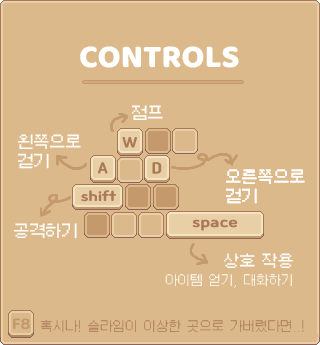 CONTROLS
점프
W
왼쪽으로
걷기
A
D
오른쪽으로
걷기
shift
공격하기
space
상호 작용
아이템 얻기, 대화하기
F8 혹시나! 슬라임이 이상한 곳으로 가버렸다면...!